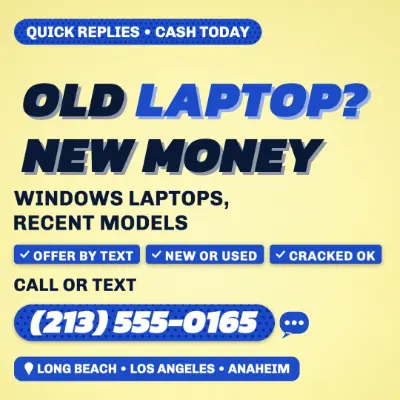 QUICK REPLIES • CASH TODAY
OLD LAPTOP?
NEW MONEY
WINDOWS LAPTOPS,
RECENT MODELS
✓ OFFER BY TEXT ✓ NEW OR USED ✓ CRACKED OK
CALL OR TEXT
(213) 555-0165
LONG BEACH • LOS ANGELES • ANAHEIM